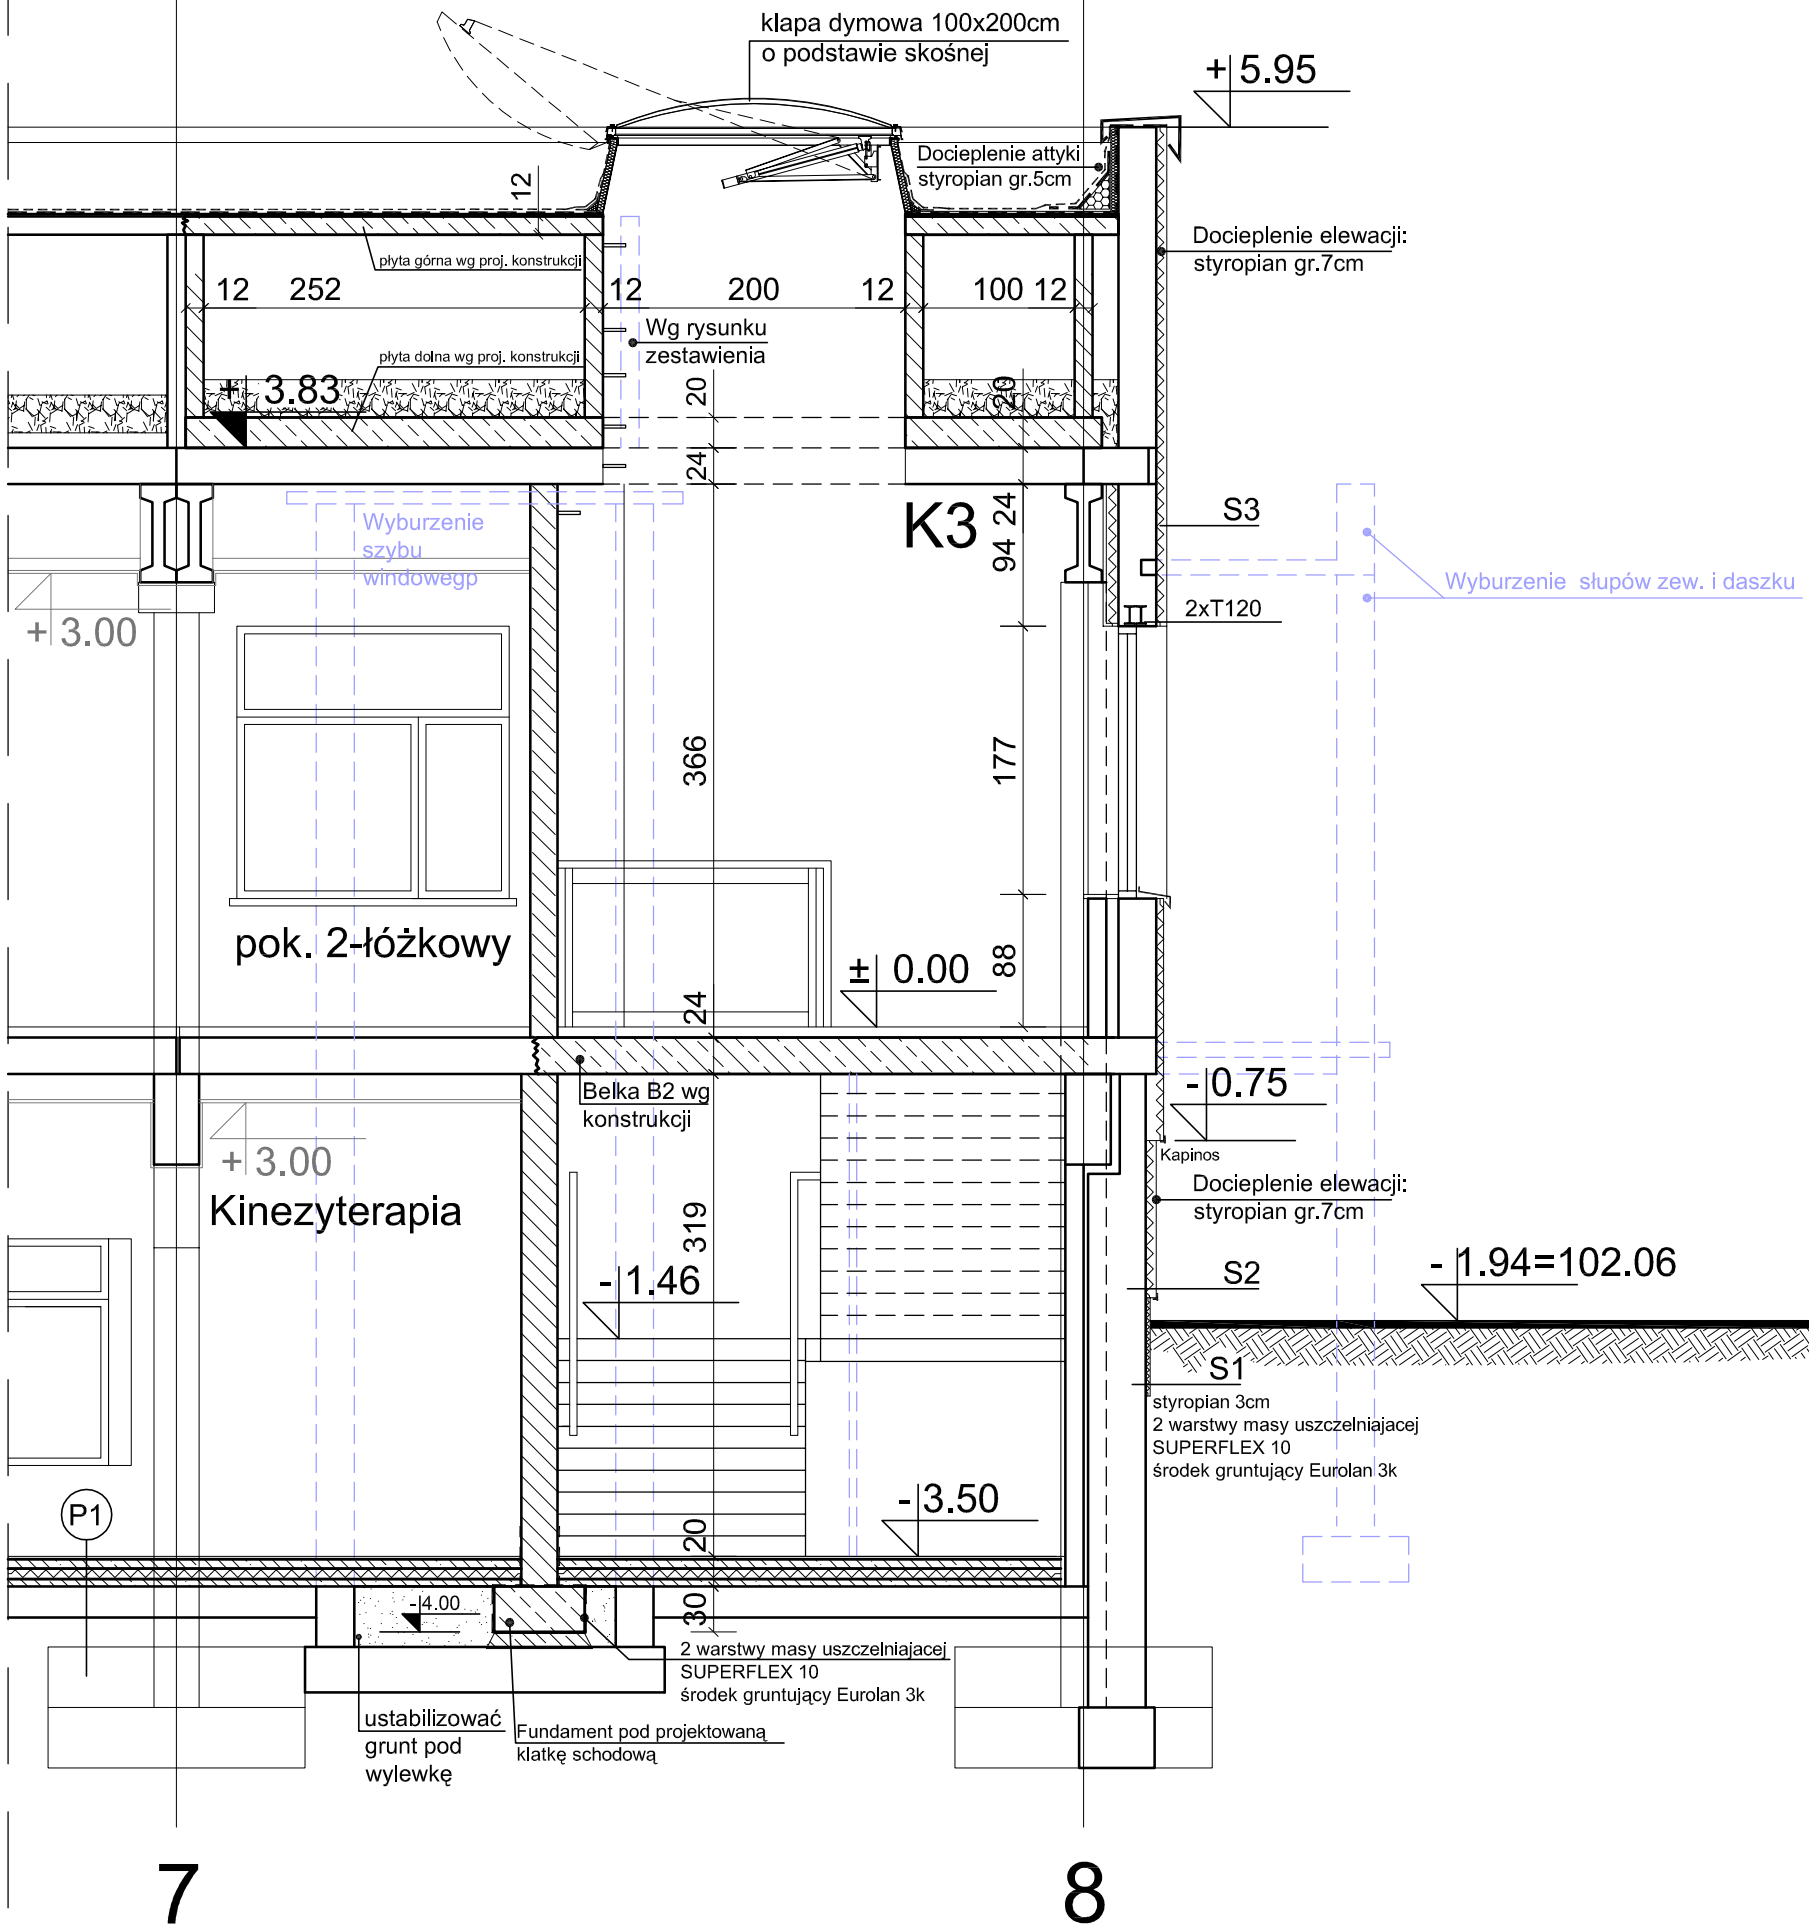 klapa dymowa 100x200cm
o podstawie skośnej
+ 5.95
Docieplenie attyki
styropian gr.5cm
12
Docieplenie elewacji:
styropian gr.7cm
płyta górna wg proj. konstrukcji
12 252 12 200 12 100 12
Wg rysunku
zestawienia
płyta dolna wg proj. konstrukcji
+ 3.83
20
20
24
K3
24
94
S3
Wyburzenie
szybu
windowegp
Wyburzenie słupów zew. i daszku
2xT120
+ 3.00
366
177
pok. 2-łóżkowy
± 0.00
88
24
Belka B2 wg
konstrukcji
- 0.75
Kapinos
+ 3.00
Kinezyterapia
Docieplenie elewacji:
styropian gr.7cm
319
- 1.46
S2
- 1.94=102.06
S1
styropian 3cm
2 warstwy masy uszczelniajacej
SUPERFLEX 10
środek gruntujący Eurolan 3k
P1
- 3.50
20
-4.00
30
2 warstwy masy uszczelniajacej
SUPERFLEX 10
środek gruntujący Eurolan 3k
ustabilizować
grunt pod
wylewkę
Fundament pod projektowaną
klatkę schodową
7
8